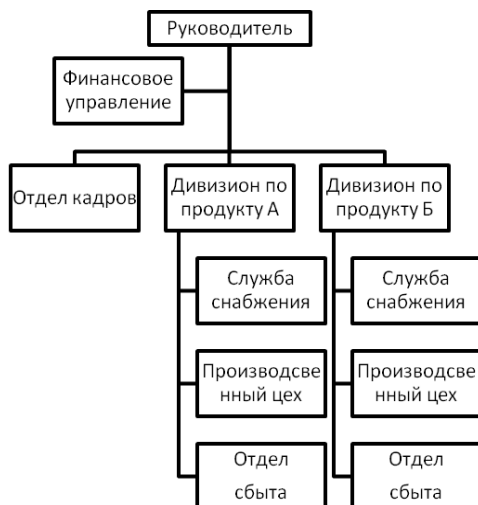 Руководитель
Финансовое
управление
Отдел кадров
Дивизион по
продукту А
Дивизион по
продукту Б
Служба
снабжения
Производсве
нный цех
Отдел
сбыта
Служба
снабжения
Производсве
нный цех
Отдел
сбыта